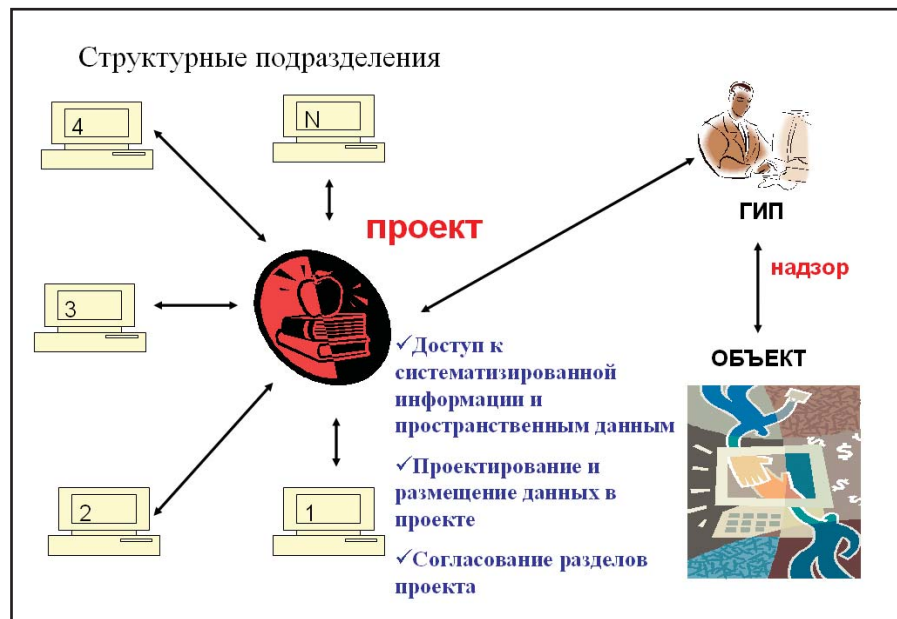 Структурные подразделения
4
N
ГИП
проект
надзор
3
ОБЪЕКТ
✓Доступ к
систематизированной
информации и
пространственным данным
✓Проектирование и
размещение данных в
проекте
✓Согласование разделов
проекта
2
1
$
$
$